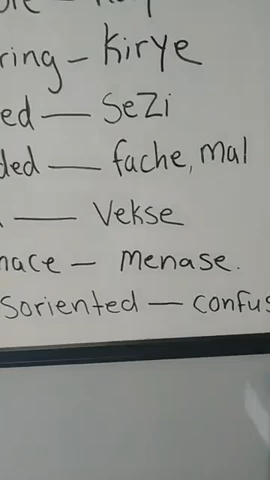 ring – kirye
ed — SeZi
ded — fache, mal
— Vekse
nace – menase.
soriented — confus